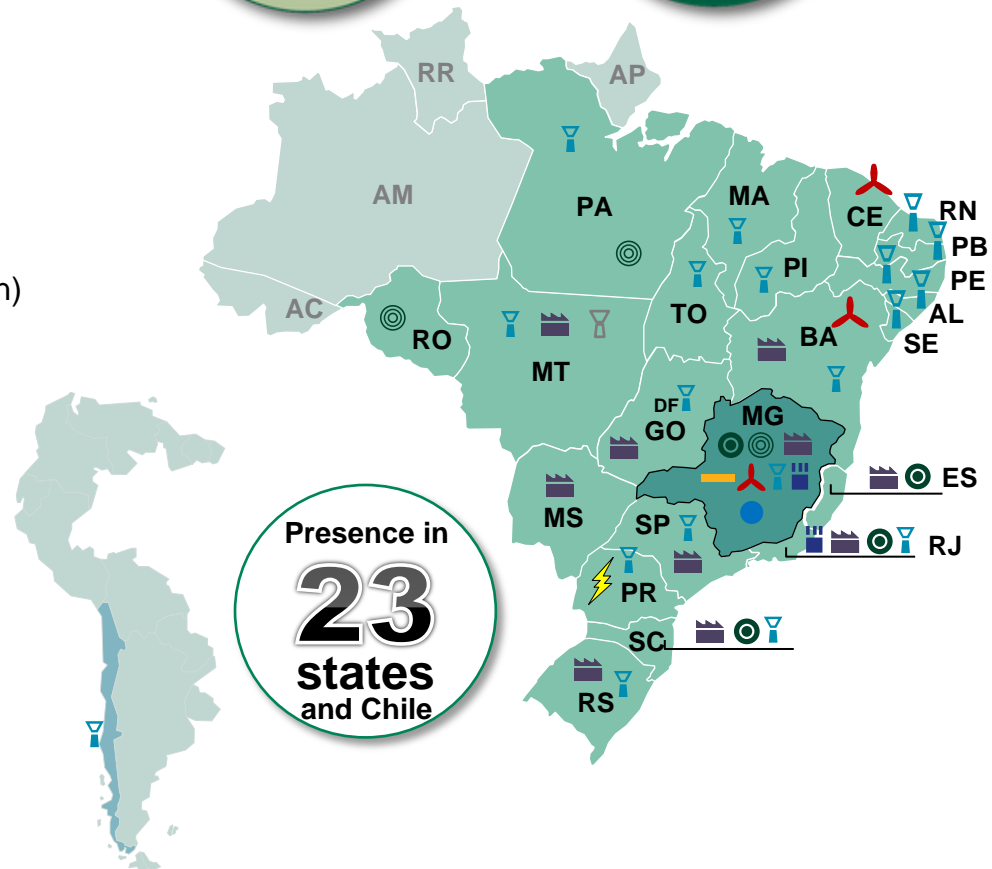 RR
AP
AM
PA
MA
CE
RN
PB
PI
PE
n)
AC
RO
TO
AL
BA
SE
MT
DF
MG
GO
ES
MS
SP
RJ
Presence in
23
states
and Chile
PR
SC
RS